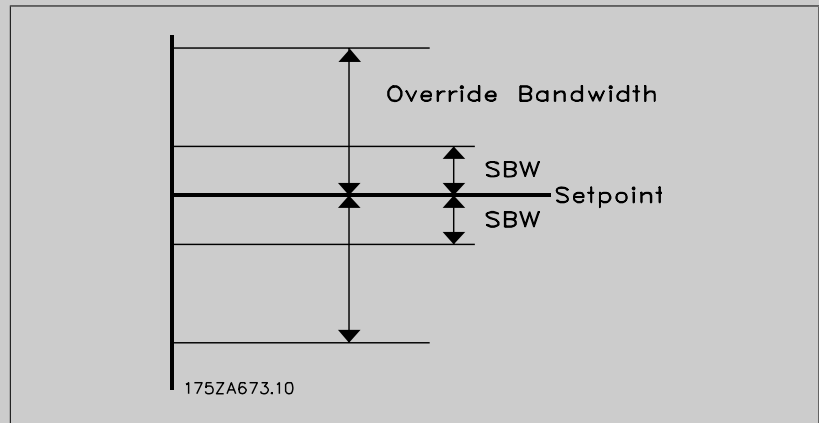 Override Bandwidth
SBW
Setpoint
SBW
175ZA673.10